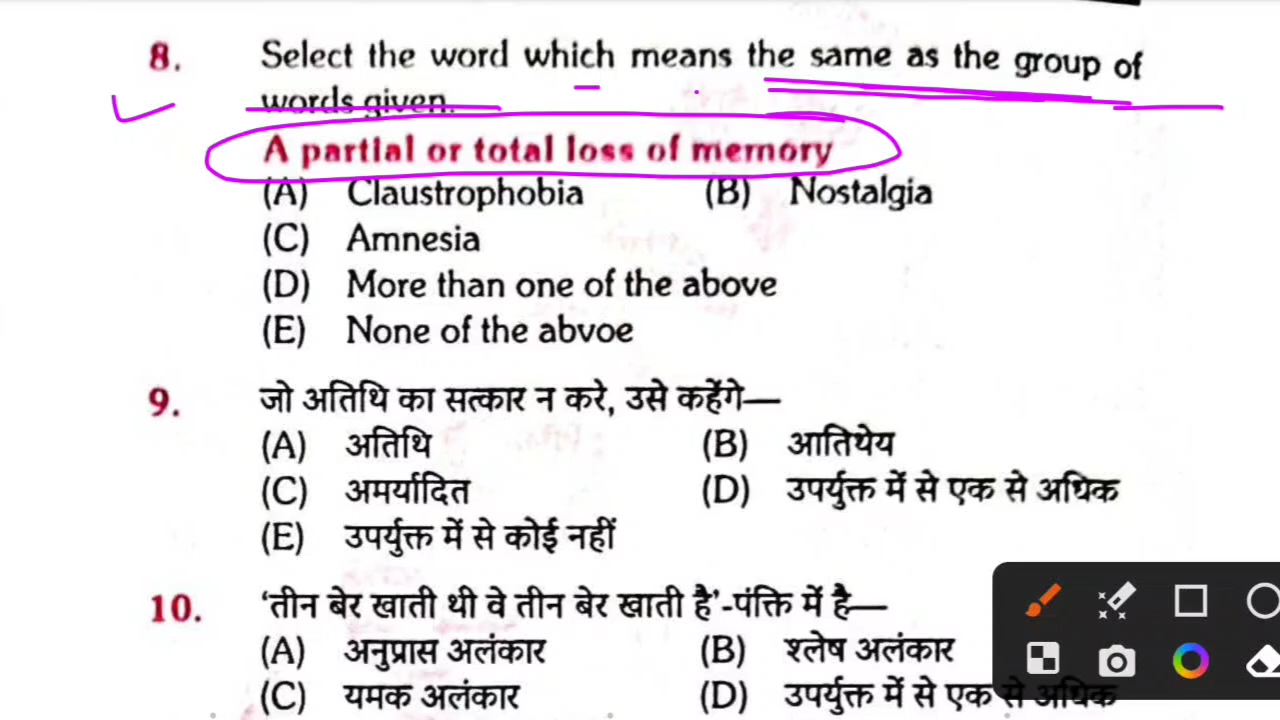 8. Select the word which means the same as the group of
words given.
A partial or total loss of memory
(A) Claustrophobia (B) Nostalgia
(C) Amnesia
(D) More than one of the above
(E) None of the abvoe
9. जो अतिथि का सत्कार न करे, उसे कहेंगे—
(A) अतिथि (B) आतिथेय
(C) अमर्यादित (D) उपर्युक्त में से एक से अधिक
(E) उपर्युक्त में से कोई नहीं
10. ‘तीन बेर खाती थी वे तीन बेर खाती है’-पंक्ति में है—
(A) अनुप्रास अलंकार (B) श्लेष अलंकार
(C) यमक अलंकार (D) उपर्युक्त में से एक से अधिक